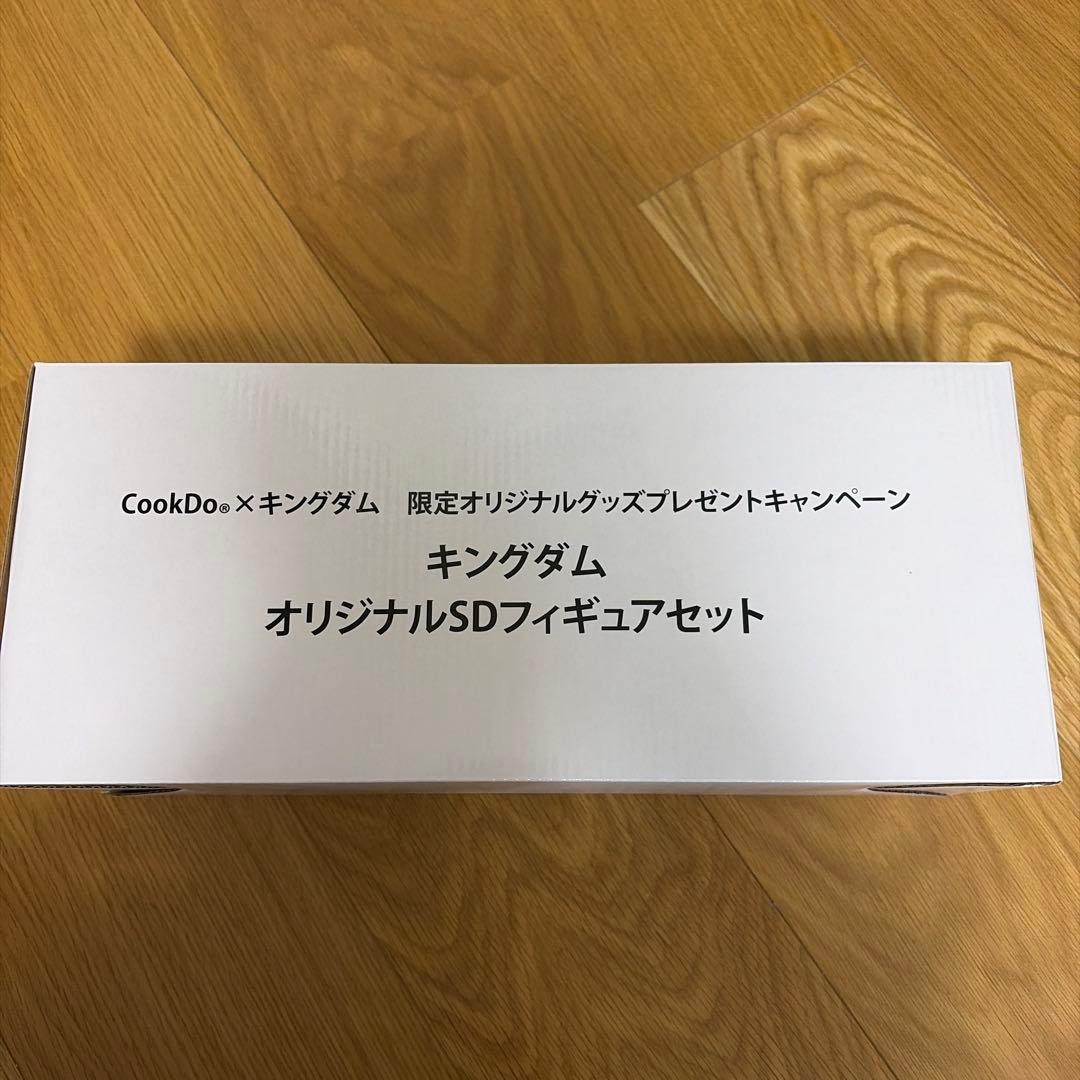 CookDo®×キングダム　限定オリジナルグッズプレゼントキャンペーン
キングダム
オリジナルSDフィギュアセット